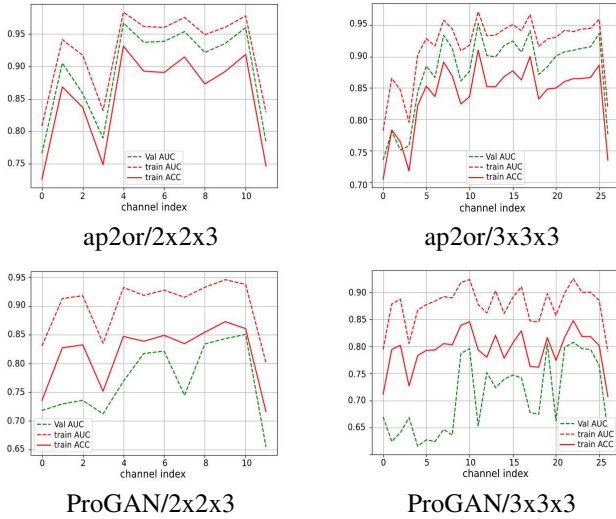 0.95
0.90
0.85
0.80
0.75
Val AUC
train AUC
train ACC
0 2 4 6 8 10
channel index
ap2or/2x2x3
0.95
0.90
0.85
0.80
0.75
0.70
Val AUC
train AUC
train ACC
0 5 10 15 20 25
channel index
ap2or/3x3x3
0.95
0.90
0.85
0.80
0.75
0.70
0.65
Val AUC
train AUC
train ACC
0 2 4 6 8 10
channel index
ProGAN/2x2x3
0.90
0.85
0.80
0.75
0.70
0.65
Val AUC
train AUC
train ACC
0 5 10 15 20 25
channel index
ProGAN/3x3x3